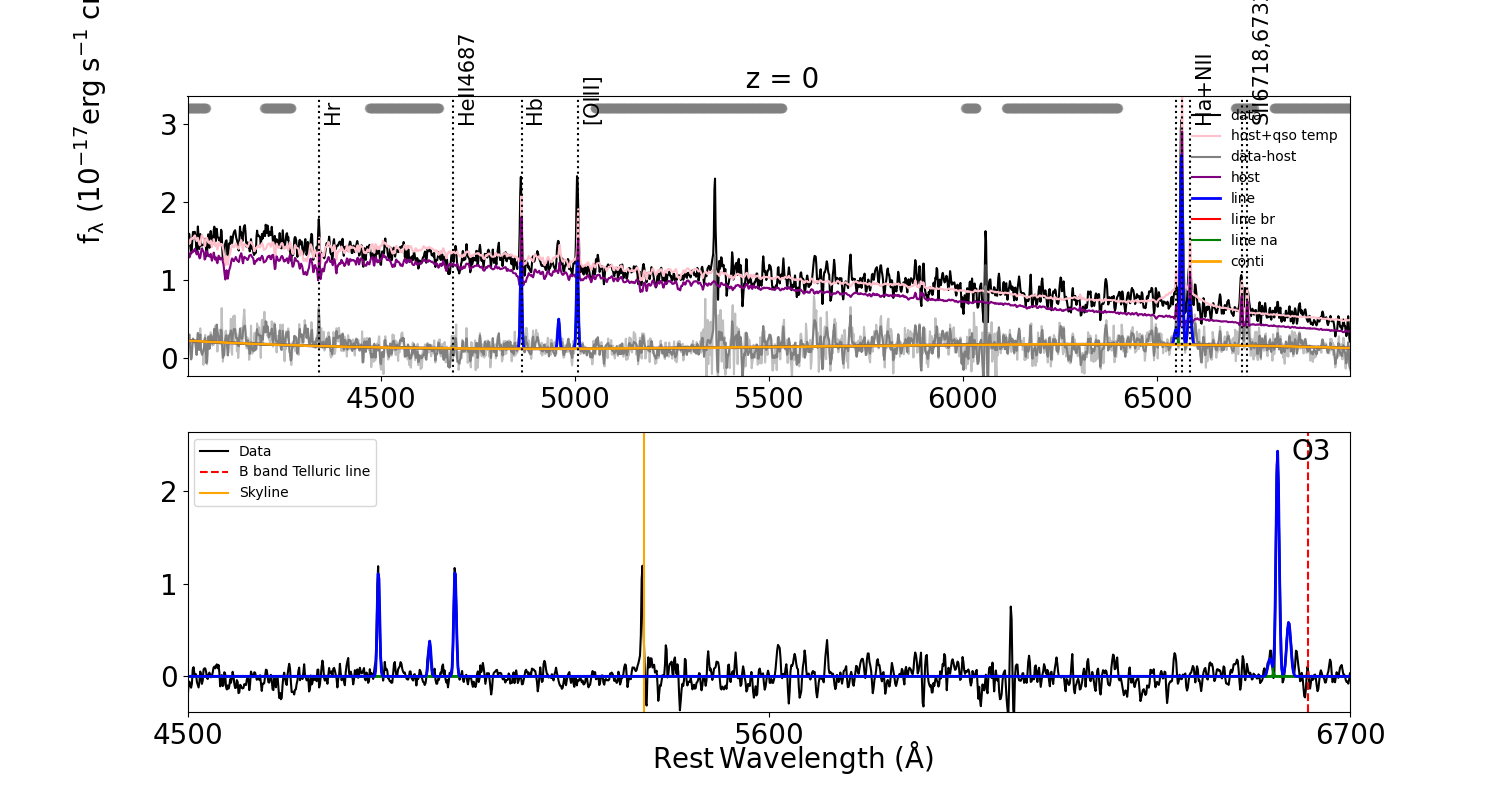 z = 0
f_λ (10^−17 erg s^−1
Hr
HeII4687
Hb
[OIII]
Ha+NII
SII6718,673
data
host+qso temp
data-host
host
line
line br
line na
conti
3
2
1
0
4500 5000 5500 6000 6500
Data
B band Telluric line
Skyline
O3
2
1
0
4500 5600 6700
Rest Wavelength (Å)